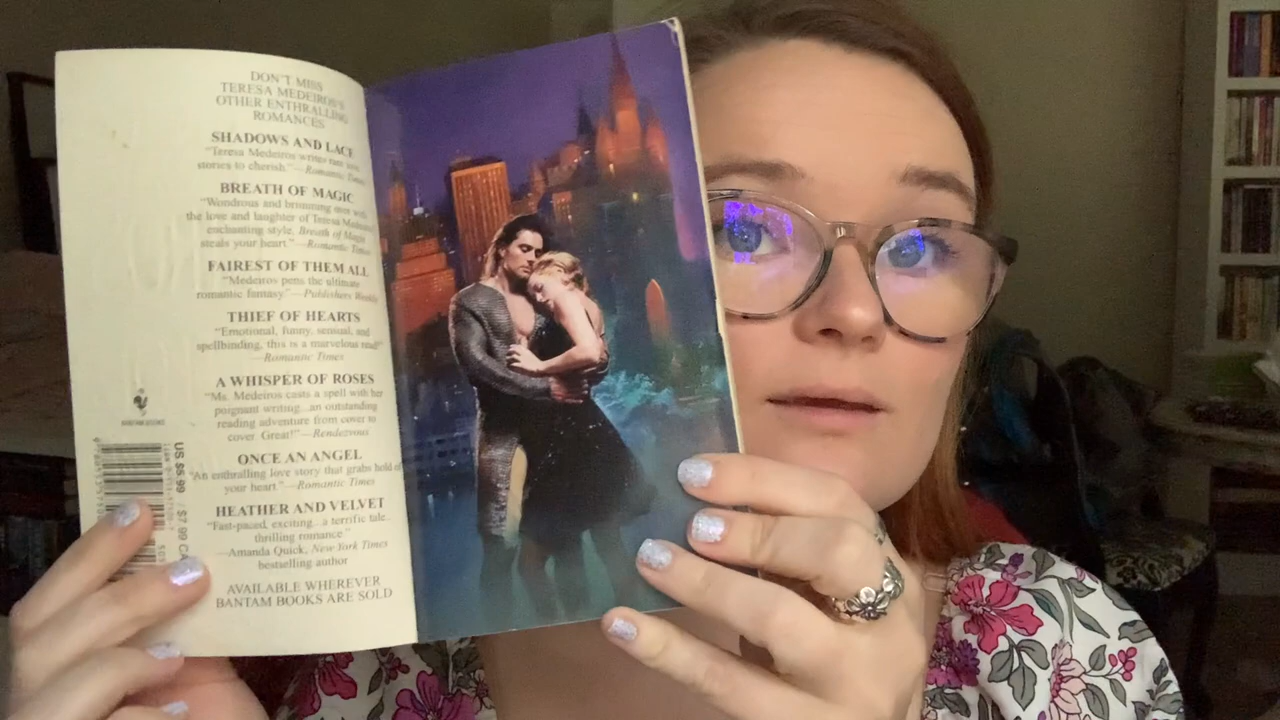 DON'T MISS
TERESA MEDEIROS'S
OTHER ENTHRALLING
ROMANCES
SHADOWS AND LACE
"Teresa Medeiros writes rare
stories to cherish."—Romantic Times
BREATH OF MAGIC
"Wondrous and brimming over with
the love and laughter of Teresa Medeiros'
enchanting style, Breath of Magic
steals your heart."—Romantic Times
FAIREST OF THEM ALL
"Medeiros pens the ultimate
romantic fantasy."—Publishers Weekly
THIEF OF HEARTS
"Emotional, funny, sensual, and
spellbinding, this is a marvelous read!"
—Romantic Times
A WHISPER OF ROSES
"Ms. Medeiros casts a spell with her
poignant writing...an outstanding
reading adventure from cover to
cover. Great!"—Rendezvous
ONCE AN ANGEL
"An enthralling love story that grabs hold of
your heart."—Romantic Times
HEATHER AND VELVET
"Fast-paced, exciting...a terrific tale...
thrilling romance"
—Amanda Quick, New York Times
bestselling author
AVAILABLE WHEREVER
BANTAM BOOKS ARE SOLD
US $5.99 / $7.99 CA